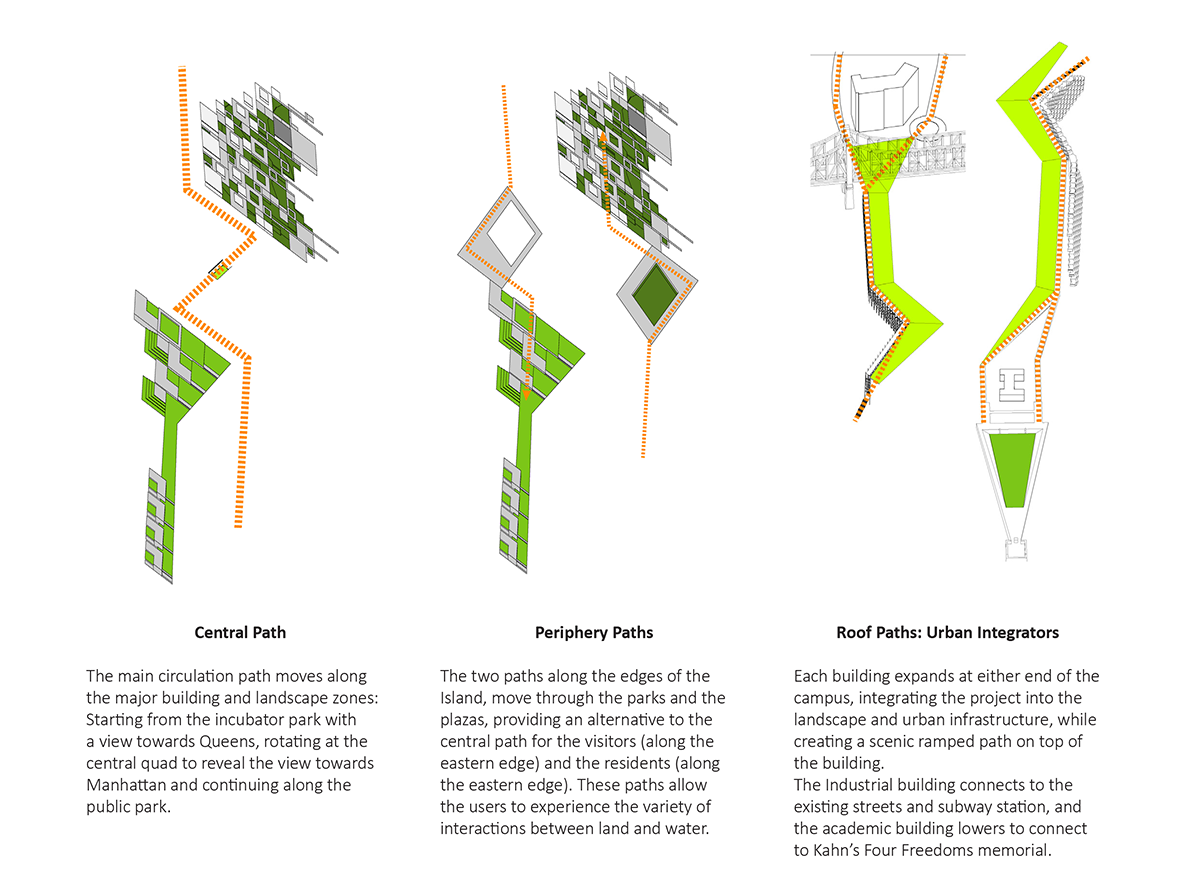 Central Path
The main circulation path moves along
the major building and landscape zones:
Starting from the incubator park with
a view towards Queens, rotating at the
central quad to reveal the view towards
Manhattan and continuing along the
public park.
Periphery Paths
The two paths along the edges of the
Island, move through the parks and the
plazas, providing an alternative to the
central path for the visitors (along the
eastern edge) and the residents (along
the eastern edge). These paths allow
the users to experience the variety of
interactions between land and water.
Roof Paths: Urban Integrators
Each building expands at either end of the
campus, integrating the project into the
landscape and urban infrastructure, while
creating a scenic ramped path on top of
the building.
The Industrial building connects to the
existing streets and subway station, and
the academic building lowers to connect
to Kahn’s Four Freedoms memorial.